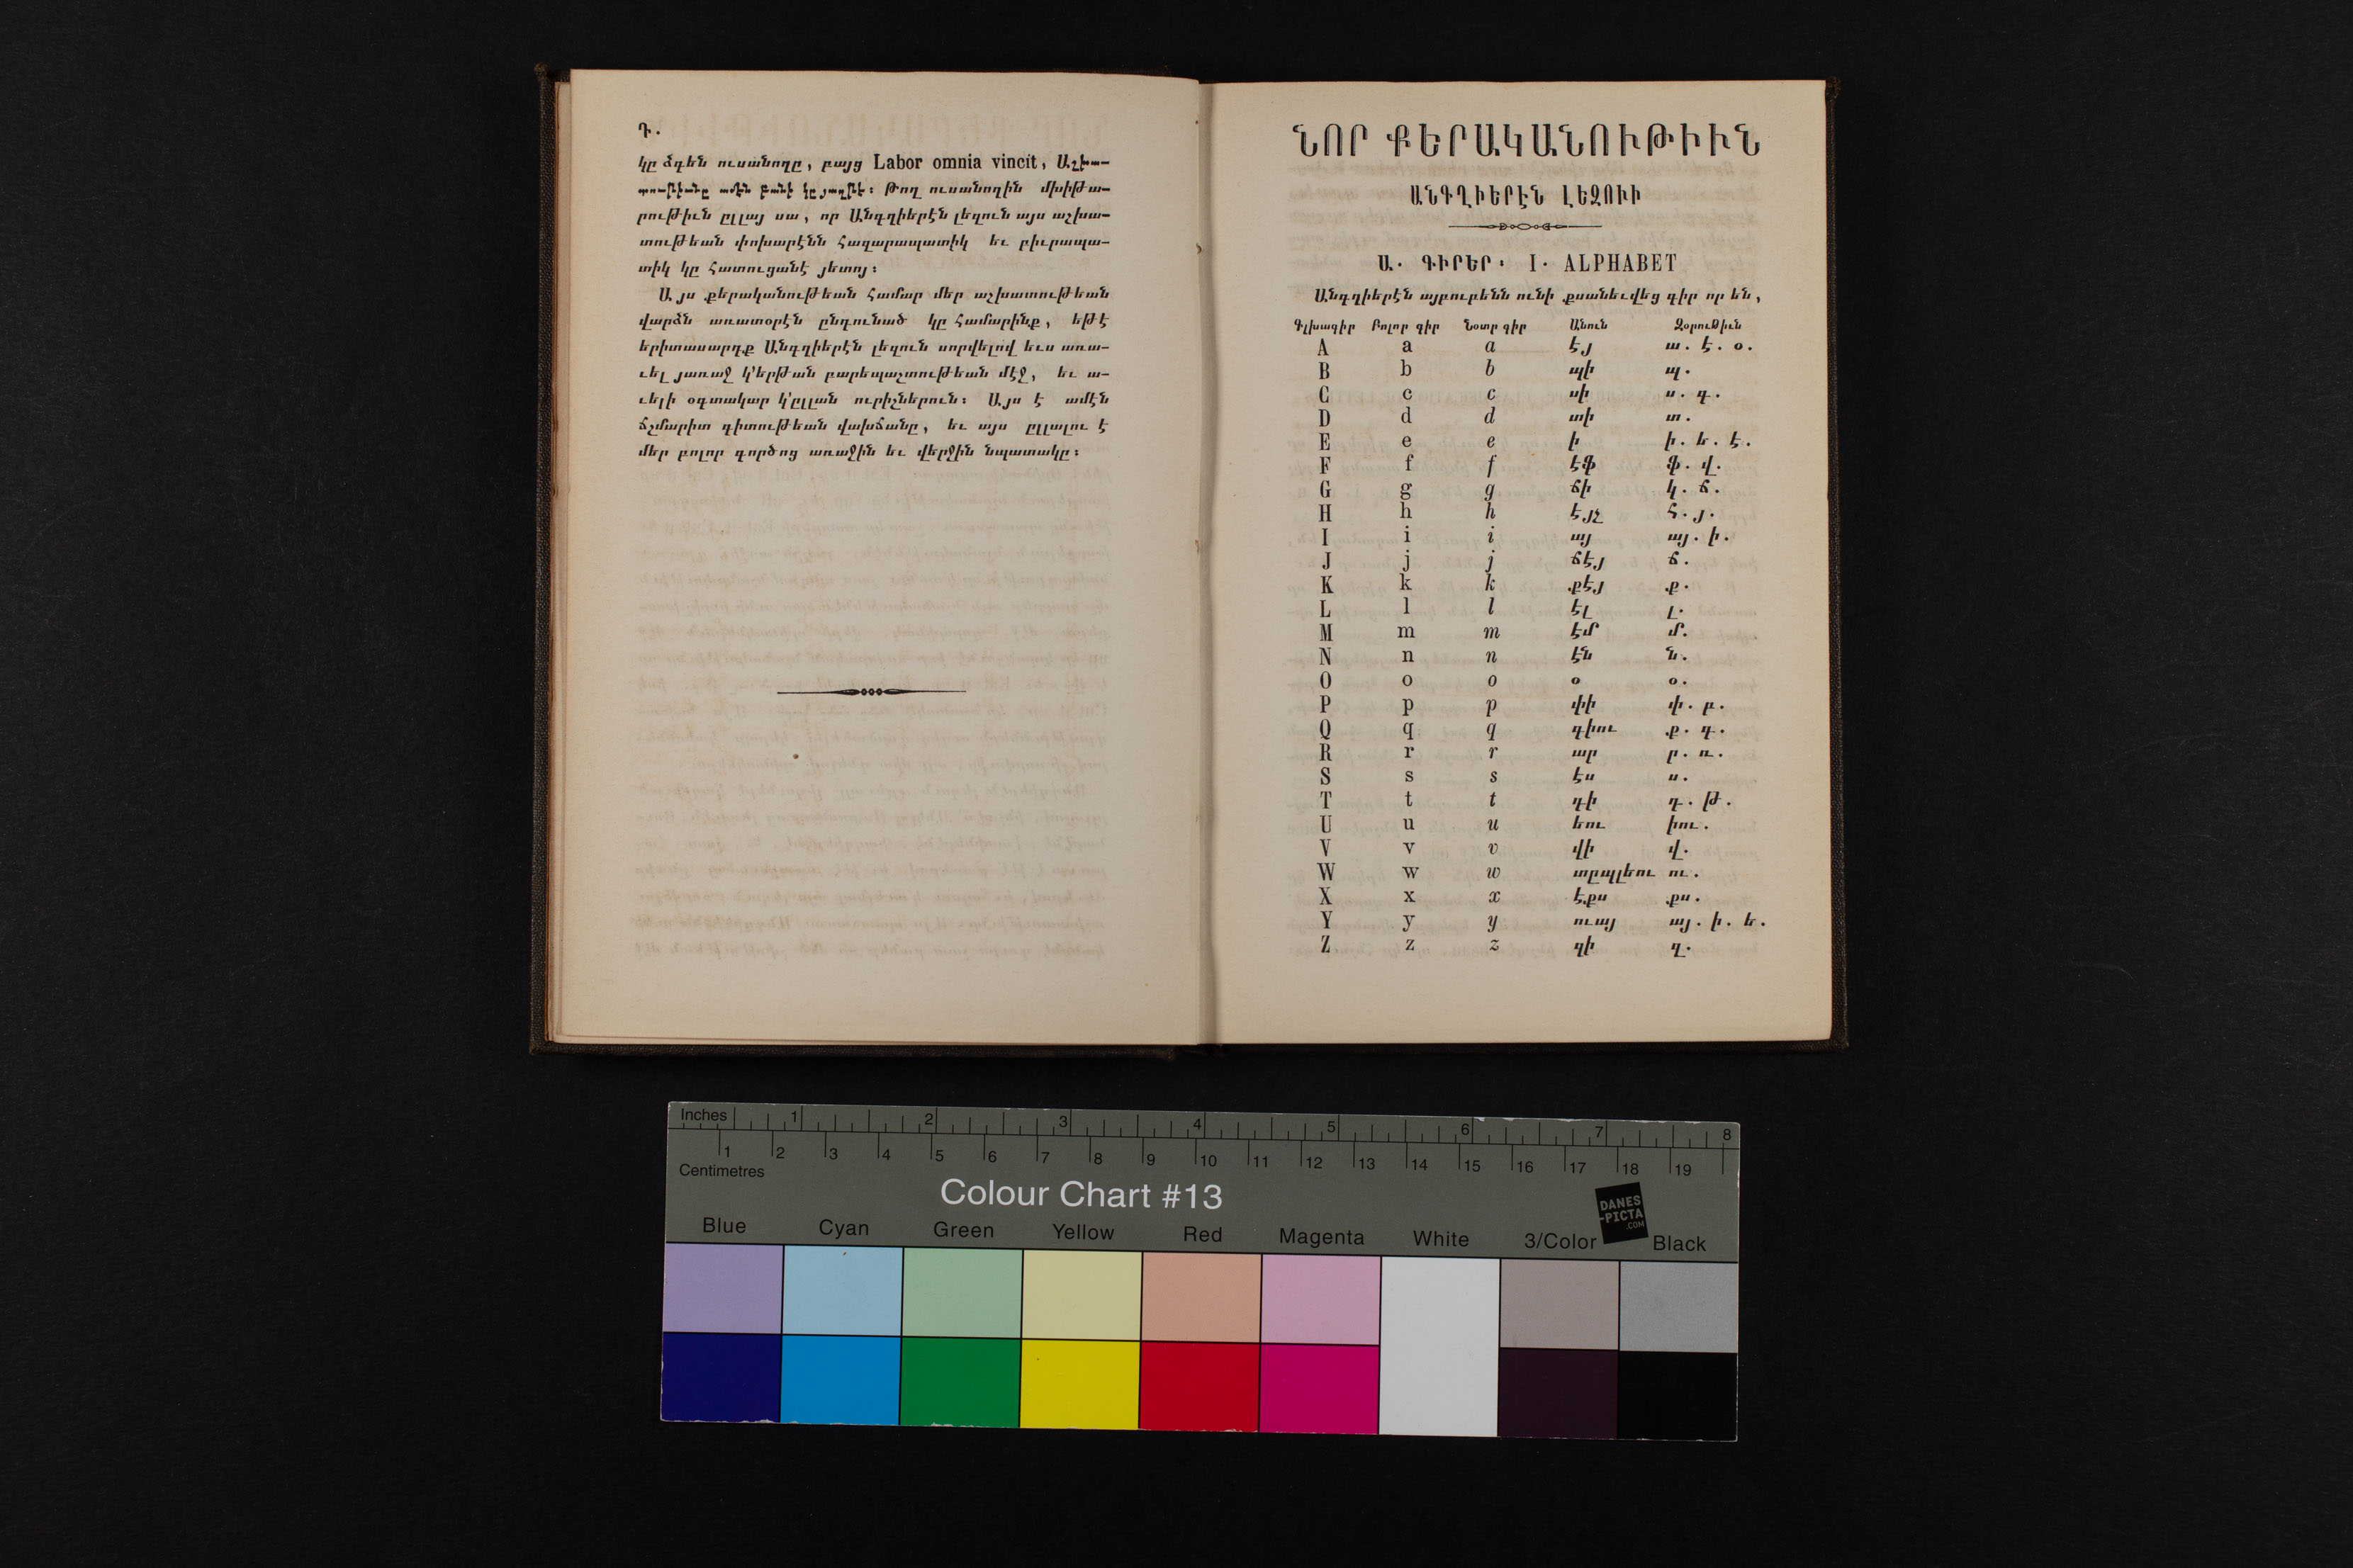 Դ.
կը ձգեն ուսանողը, բայց Labor omnia vincit, Աշխա-
տութիւնը ամէն բանի կը յաղթէ։ Թող ուսանողին մխիթա-
րութիւն ըլլայ սա, որ Անգղիերէն լեզուն այս աշխա-
տութեան փոխարէնն հազարապատիկ եւ բիւրապա-
տիկ կը հատուցանէ յետոյ։
Այս քերականութեան համար մեր աշխատութեան
վարձն առատօրէն ընդունած կը համարինք, եթէ
երիտասարդք Անգղիերէն լեզուն սորվելով եւս առա-
ւել յառաջ կ՚երթան բարեպաշտութեան մէջ, եւ ա-
ւելի օգտակար կ՚ըլլան ուրիշներուն։ Այս է ամէն
ճշմարիտ գիտութեան վախճանը, եւ այս ըլլալու է
մեր բոլոր գործոց առաջին եւ վերջին նպատակը։
ՆՈՐ ՔԵՐԱԿԱՆՈՒԹԻՒՆ
ԱՆԳՂԻԵՐԷՆ ԼԵԶՈՒԻ
Ա. ԳԻՐԵՐ։ I. ALPHABET
Անգղիերէն այբուբենն ունի քսանեւվեց գիր որ են,
Գլխագիր Բոլոր գիր Նօտր գիր Անուն Զօրութիւն
A a a էյ ա. է. օ.
B b b պի պ.
C c c սի ս. գ.
D d d տի տ.
E e e ի ի. ե. է.
F f f էֆ ֆ. վ.
G g g ճի կ. ճ.
H h h էյչ հ. յ.
I i i այ այ. ի.
J j j ճէյ ճ.
K k k քէյ ք.
L l l էլ լ.
M m m էմ մ.
N n n էն ն.
O o o օ օ.
P p p փի փ. բ.
Q q q գիու ք. գ.
R r r ար ր. ռ.
S s s էս ս.
T t t դի դ. թ.
U u u եու իու.
V v v վի վ.
W w w տըպլեու ու.
X x x էքս քս.
Y y y ուայ այ. ի. ե.
Z z z զի զ.
Inches 1 2 3 4 5 6 7 8
1 2 3 4 5 6 7 8 9 10 11 12 13 14 15 16 17 18 19
Centimetres
Colour Chart #13
DANES
-PICTA
.COM
Blue Cyan Green Yellow Red Magenta White 3/Color Black